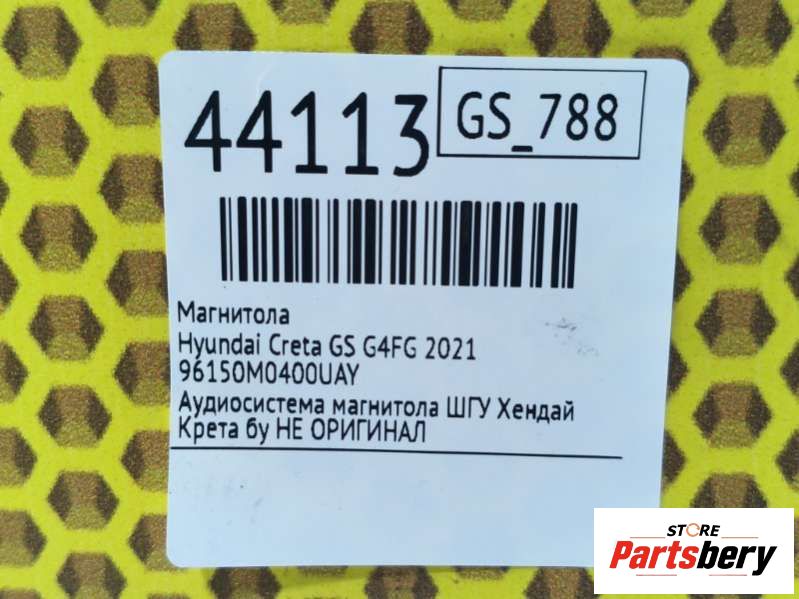 44113
GS_788
Магнитола
Hyundai Creta GS G4FG 2021
96150M0400UAY
Аудиосистема магнитола ШГУ Хендай
Крета бу НЕ ОРИГИНАЛ
STORE
Partsbery